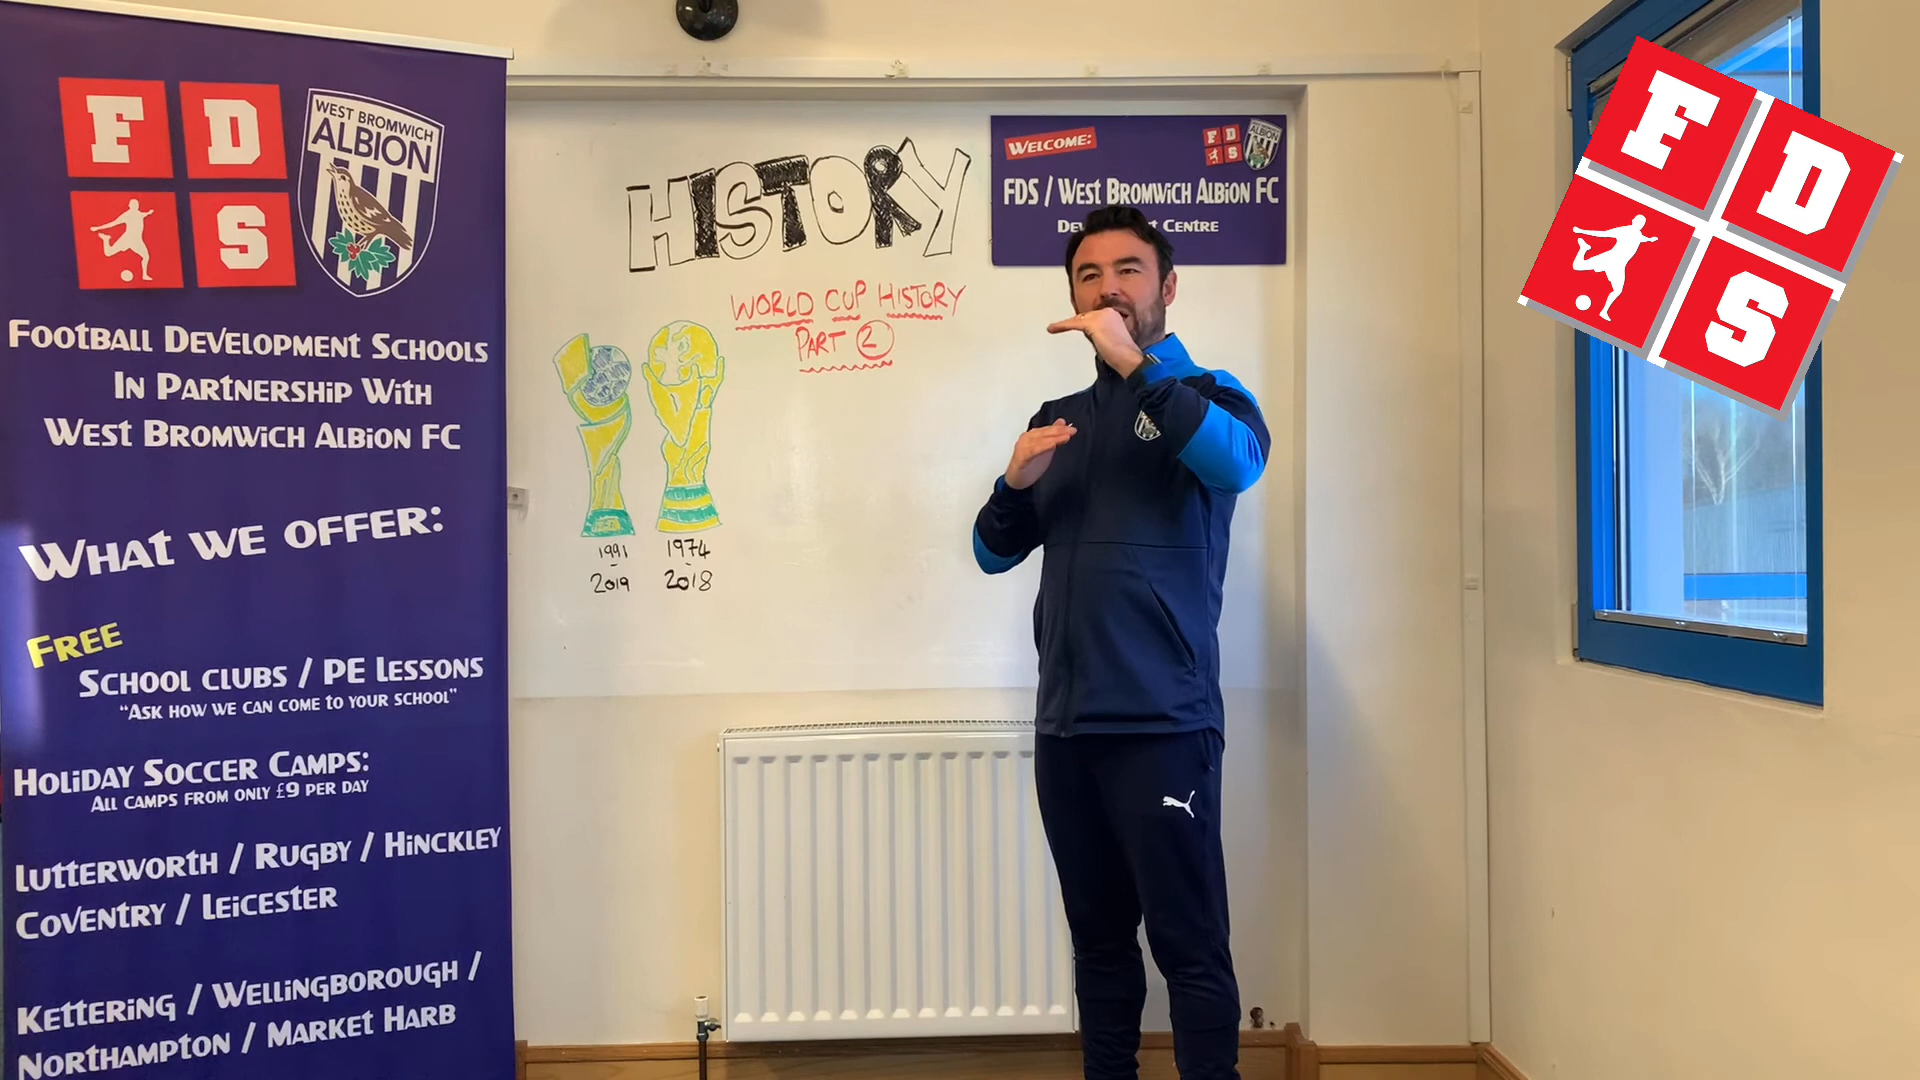 F D
S
WEST BROMWICH
ALBION
FOOTBALL DEVELOPMENT SCHOOLS
IN PARTNERSHIP WITH
WEST BROMWICH ALBION FC
WHAT WE OFFER:
FREE
SCHOOL CLUBS / PE LESSONS
"ASK HOW WE CAN COME TO YOUR SCHOOL"
HOLIDAY SOCCER CAMPS:
ALL CAMPS FROM ONLY £9 PER DAY
LUTTERWORTH / RUGBY / HINCKLEY
COVENTRY / LEICESTER
KETTERING / WELLINGBOROUGH /
NORTHAMPTON / MARKET HARB
HISTORY
WORLD CUP HISTORY
PART 2
1991
-
2019
1974
-
2018
WELCOME:
F D
S
ALBION
FDS / WEST BROMWICH ALBION FC
CENTRE
F D
S